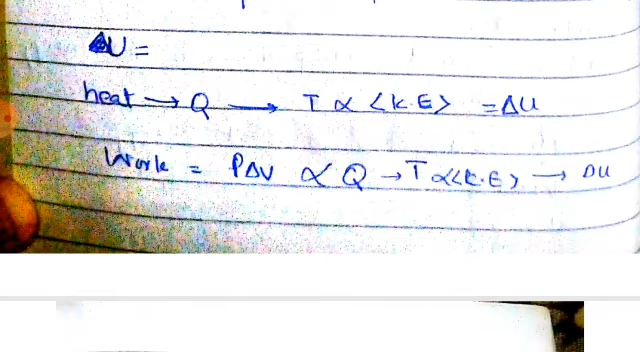 ΔU =
heat → Q → T ∝ <K.E> = ΔU
Work = PΔV ∝ Q → T ∝ <K.E> → ΔU